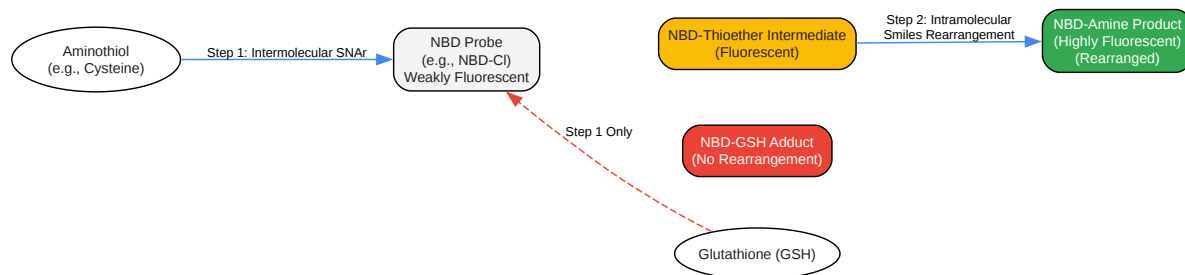 Aminothiol
(e.g., Cysteine)
Step 1: Intermolecular SNAr
NBD Probe
(e.g., NBD-Cl)
Weakly Fluorescent
NBD-Thioether Intermediate
(Fluorescent)
Step 2: Intramolecular
Smiles Rearrangement
NBD-Amine Product
(Highly Fluorescent)
(Rearranged)
Step 1 Only
NBD-GSH Adduct
(No Rearrangement)
Glutathione (GSH)